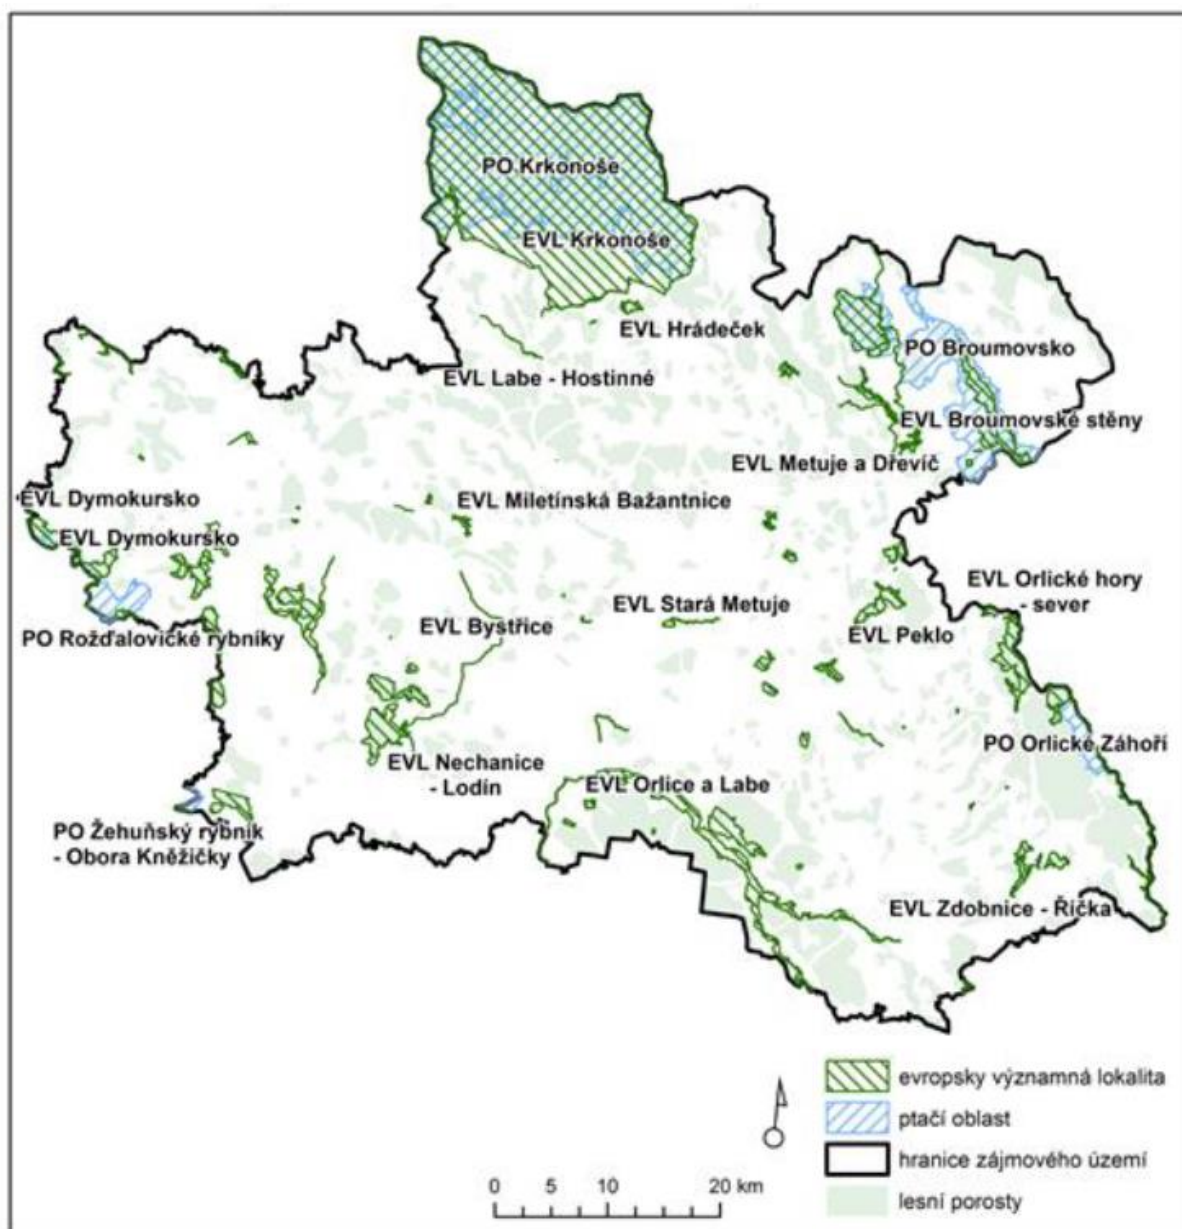 PO Krkonoše
EVL Krkonoše
EVL Hrádeček
PO Broumovsko
EVL Labe - Hostinné
EVL Broumovské stěny
EVL Metuje a Dřevíč
EVL Dymokursko
EVL Miletínská Bažantnice
EVL Dymokursko
EVL Orlické hory
- sever
EVL Stará Metuje
EVL Bystřice
EVL Peklo
PO Rožďalovické rybníky
PO Orlické Záhoří
EVL Nechanice
- Lodín
EVL Orlice a Labe
PO Žehuňský rybník
- Obora Kněžičky
EVL Zdobnice - Říčka
evropsky významná lokalita
ptačí oblast
hranice zájmového území
lesní porosty
0 5 10 20 km